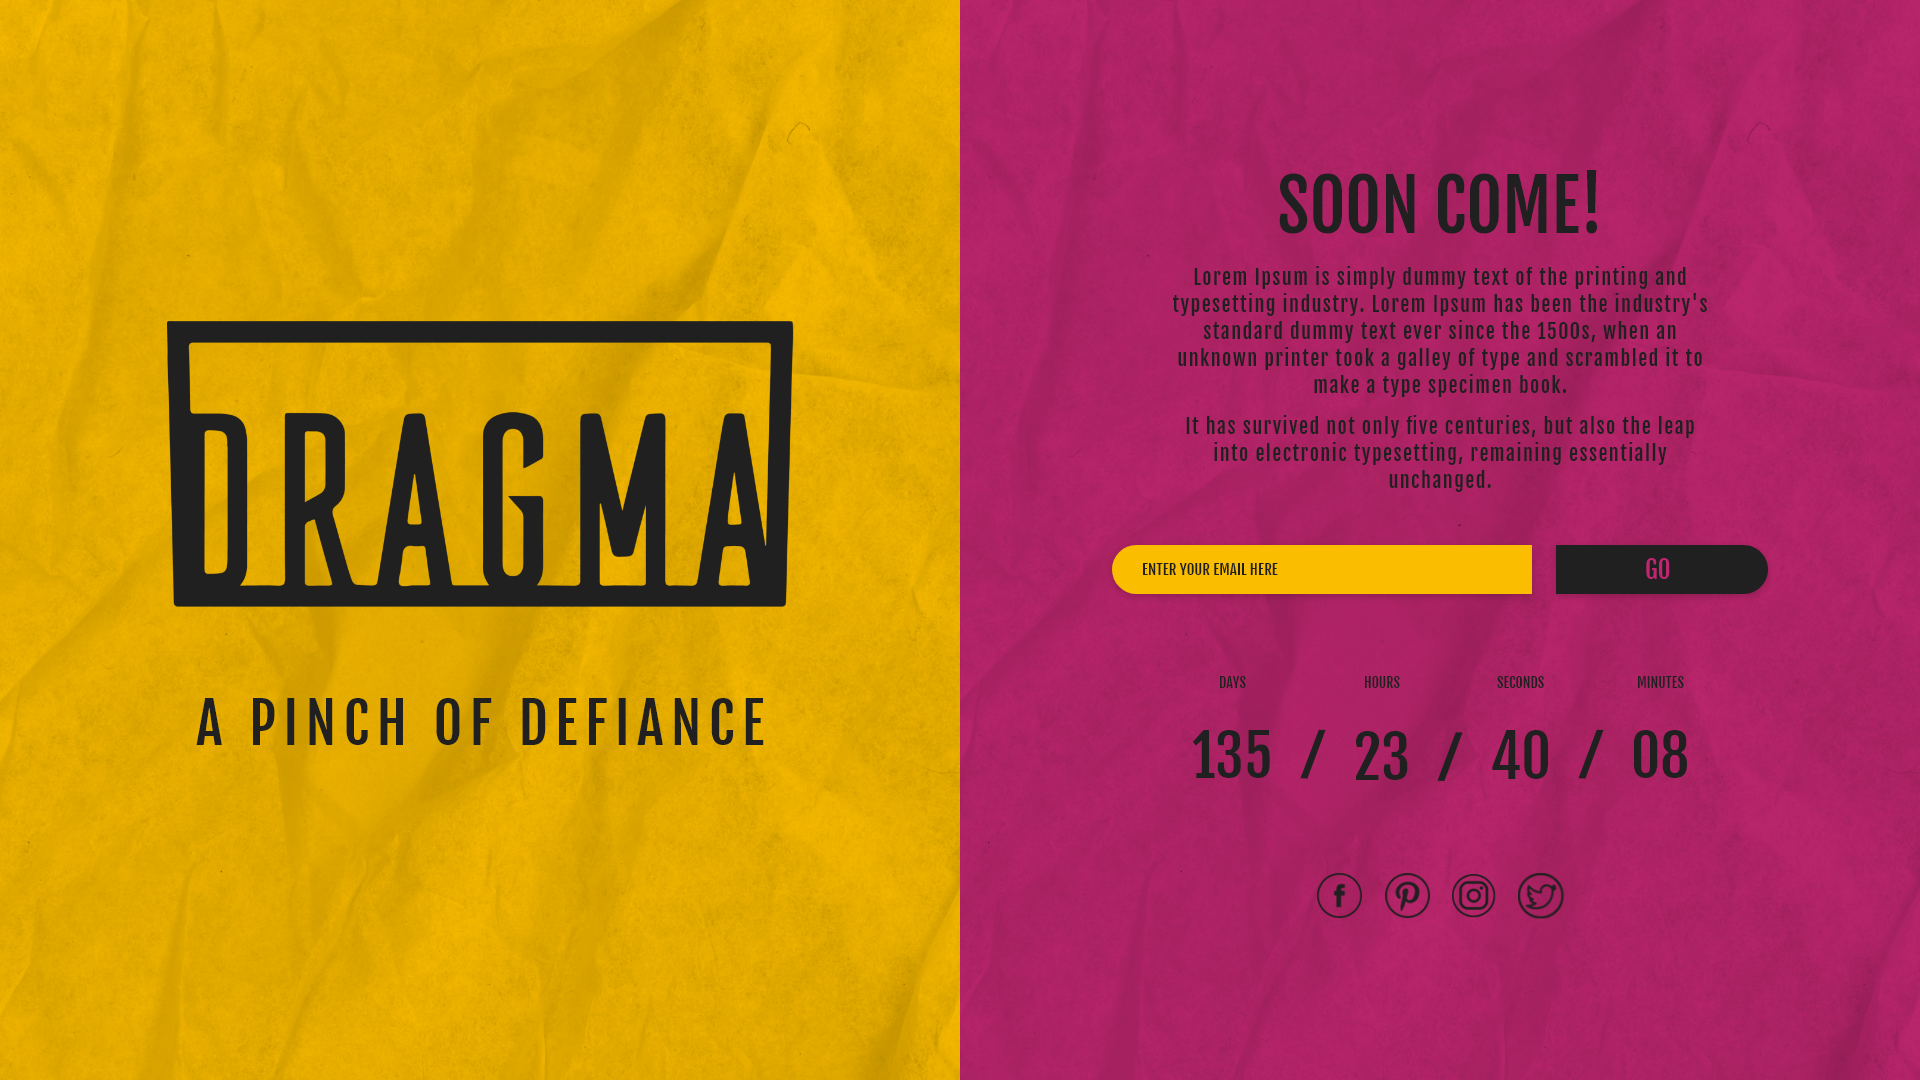 DRAGMA
A PINCH OF DEFIANCE
SOON COME!
Lorem Ipsum is simply dummy text of the printing and
typesetting industry. Lorem Ipsum has been the industry's
standard dummy text ever since the 1500s, when an
unknown printer took a galley of type and scrambled it to
make a type specimen book.
It has survived not only five centuries, but also the leap
into electronic typesetting, remaining essentially
unchanged.
ENTER YOUR EMAIL HERE
GO
DAYS HOURS SECONDS MINUTES
135 / 23 / 40 / 08